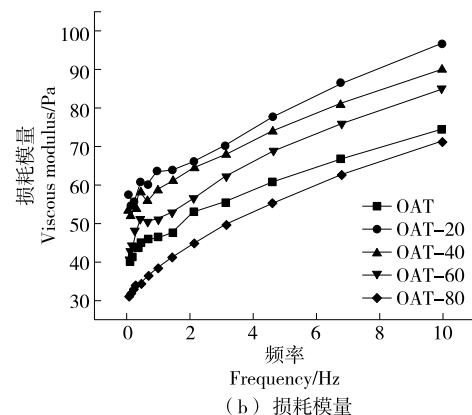 100
90
80
70
60
50
40
30
损耗模量
Viscous modulus/Pa
OAT
OAT-20
OAT-40
OAT-60
OAT-80
0 2 4 6 8 10
频率
Frequency/Hz
(b) 损耗模量